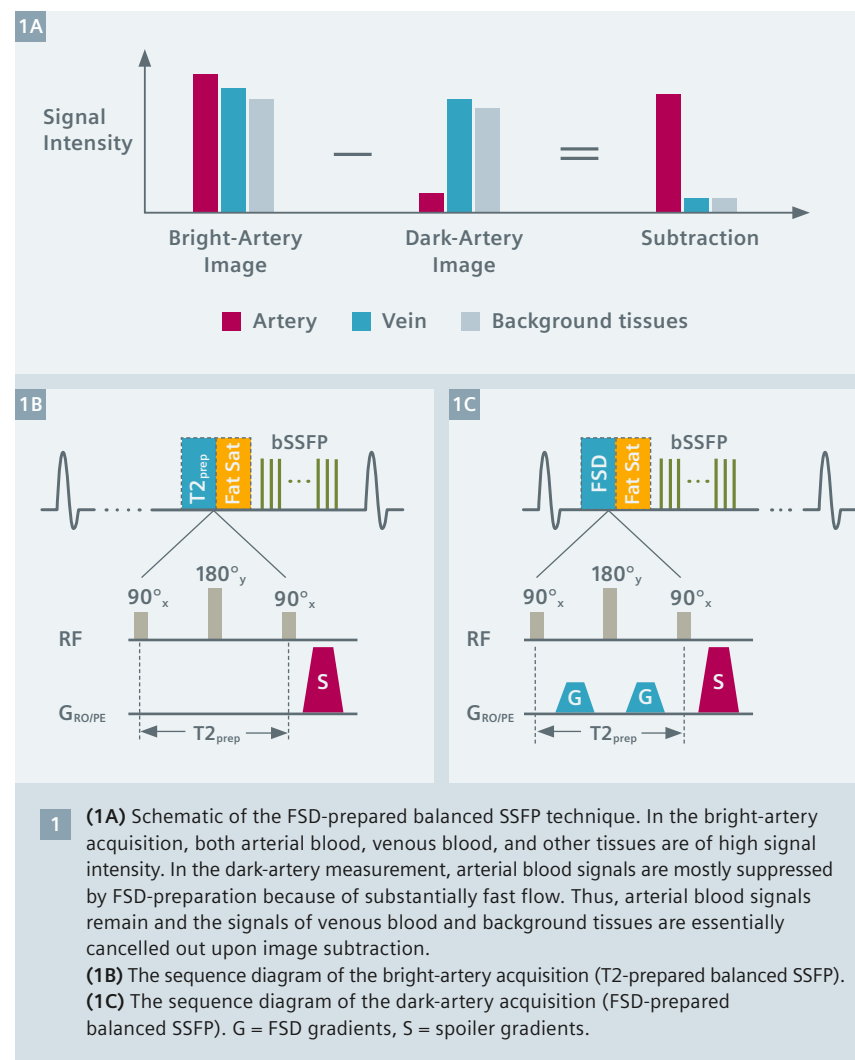 1A
Signal
Intensity
Bright-Artery
Image
Dark-Artery
Image
Subtraction
Artery Vein Background tissues
1B
T2prep
Fat Sat
bSSFP
90°x
180°y
90°x
RF
S
GRO/PE
T2prep
1C
FSD
Fat Sat
bSSFP
90°x
180°y
90°x
RF
G
G
S
GRO/PE
T2prep
1
(1A) Schematic of the FSD-prepared balanced SSFP technique. In the bright-artery
acquisition, both arterial blood, venous blood, and other tissues are of high signal
intensity. In the dark-artery measurement, arterial blood signals are mostly suppressed
by FSD-preparation because of substantially fast flow. Thus, arterial blood signals
remain and the signals of venous blood and background tissues are essentially
cancelled out upon image subtraction.
(1B) The sequence diagram of the bright-artery acquisition (T2-prepared balanced SSFP).
(1C) The sequence diagram of the dark-artery acquisition (FSD-prepared
balanced SSFP). G = FSD gradients, S = spoiler gradients.